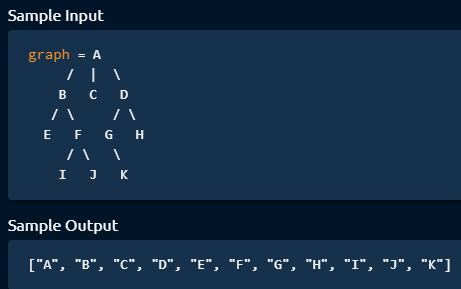 Sample Input
graph = A
/ | \
B C D
/ \ / \
E F G H
/ \ \
I J K
Sample Output
["A", "B", "C", "D", "E", "F", "G", "H", "I", "J", "K"]